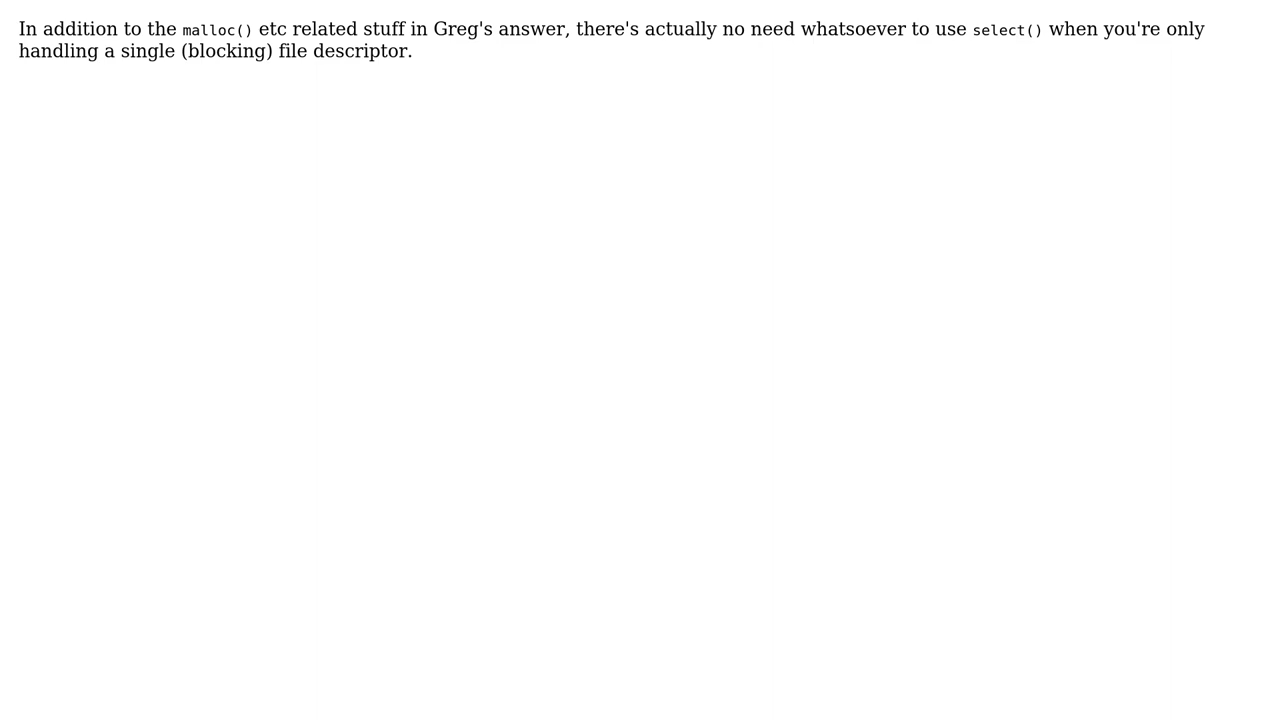 In addition to the malloc() etc related stuff in Greg's answer, there's actually no need whatsoever to use select() when you're only
handling a single (blocking) file descriptor.